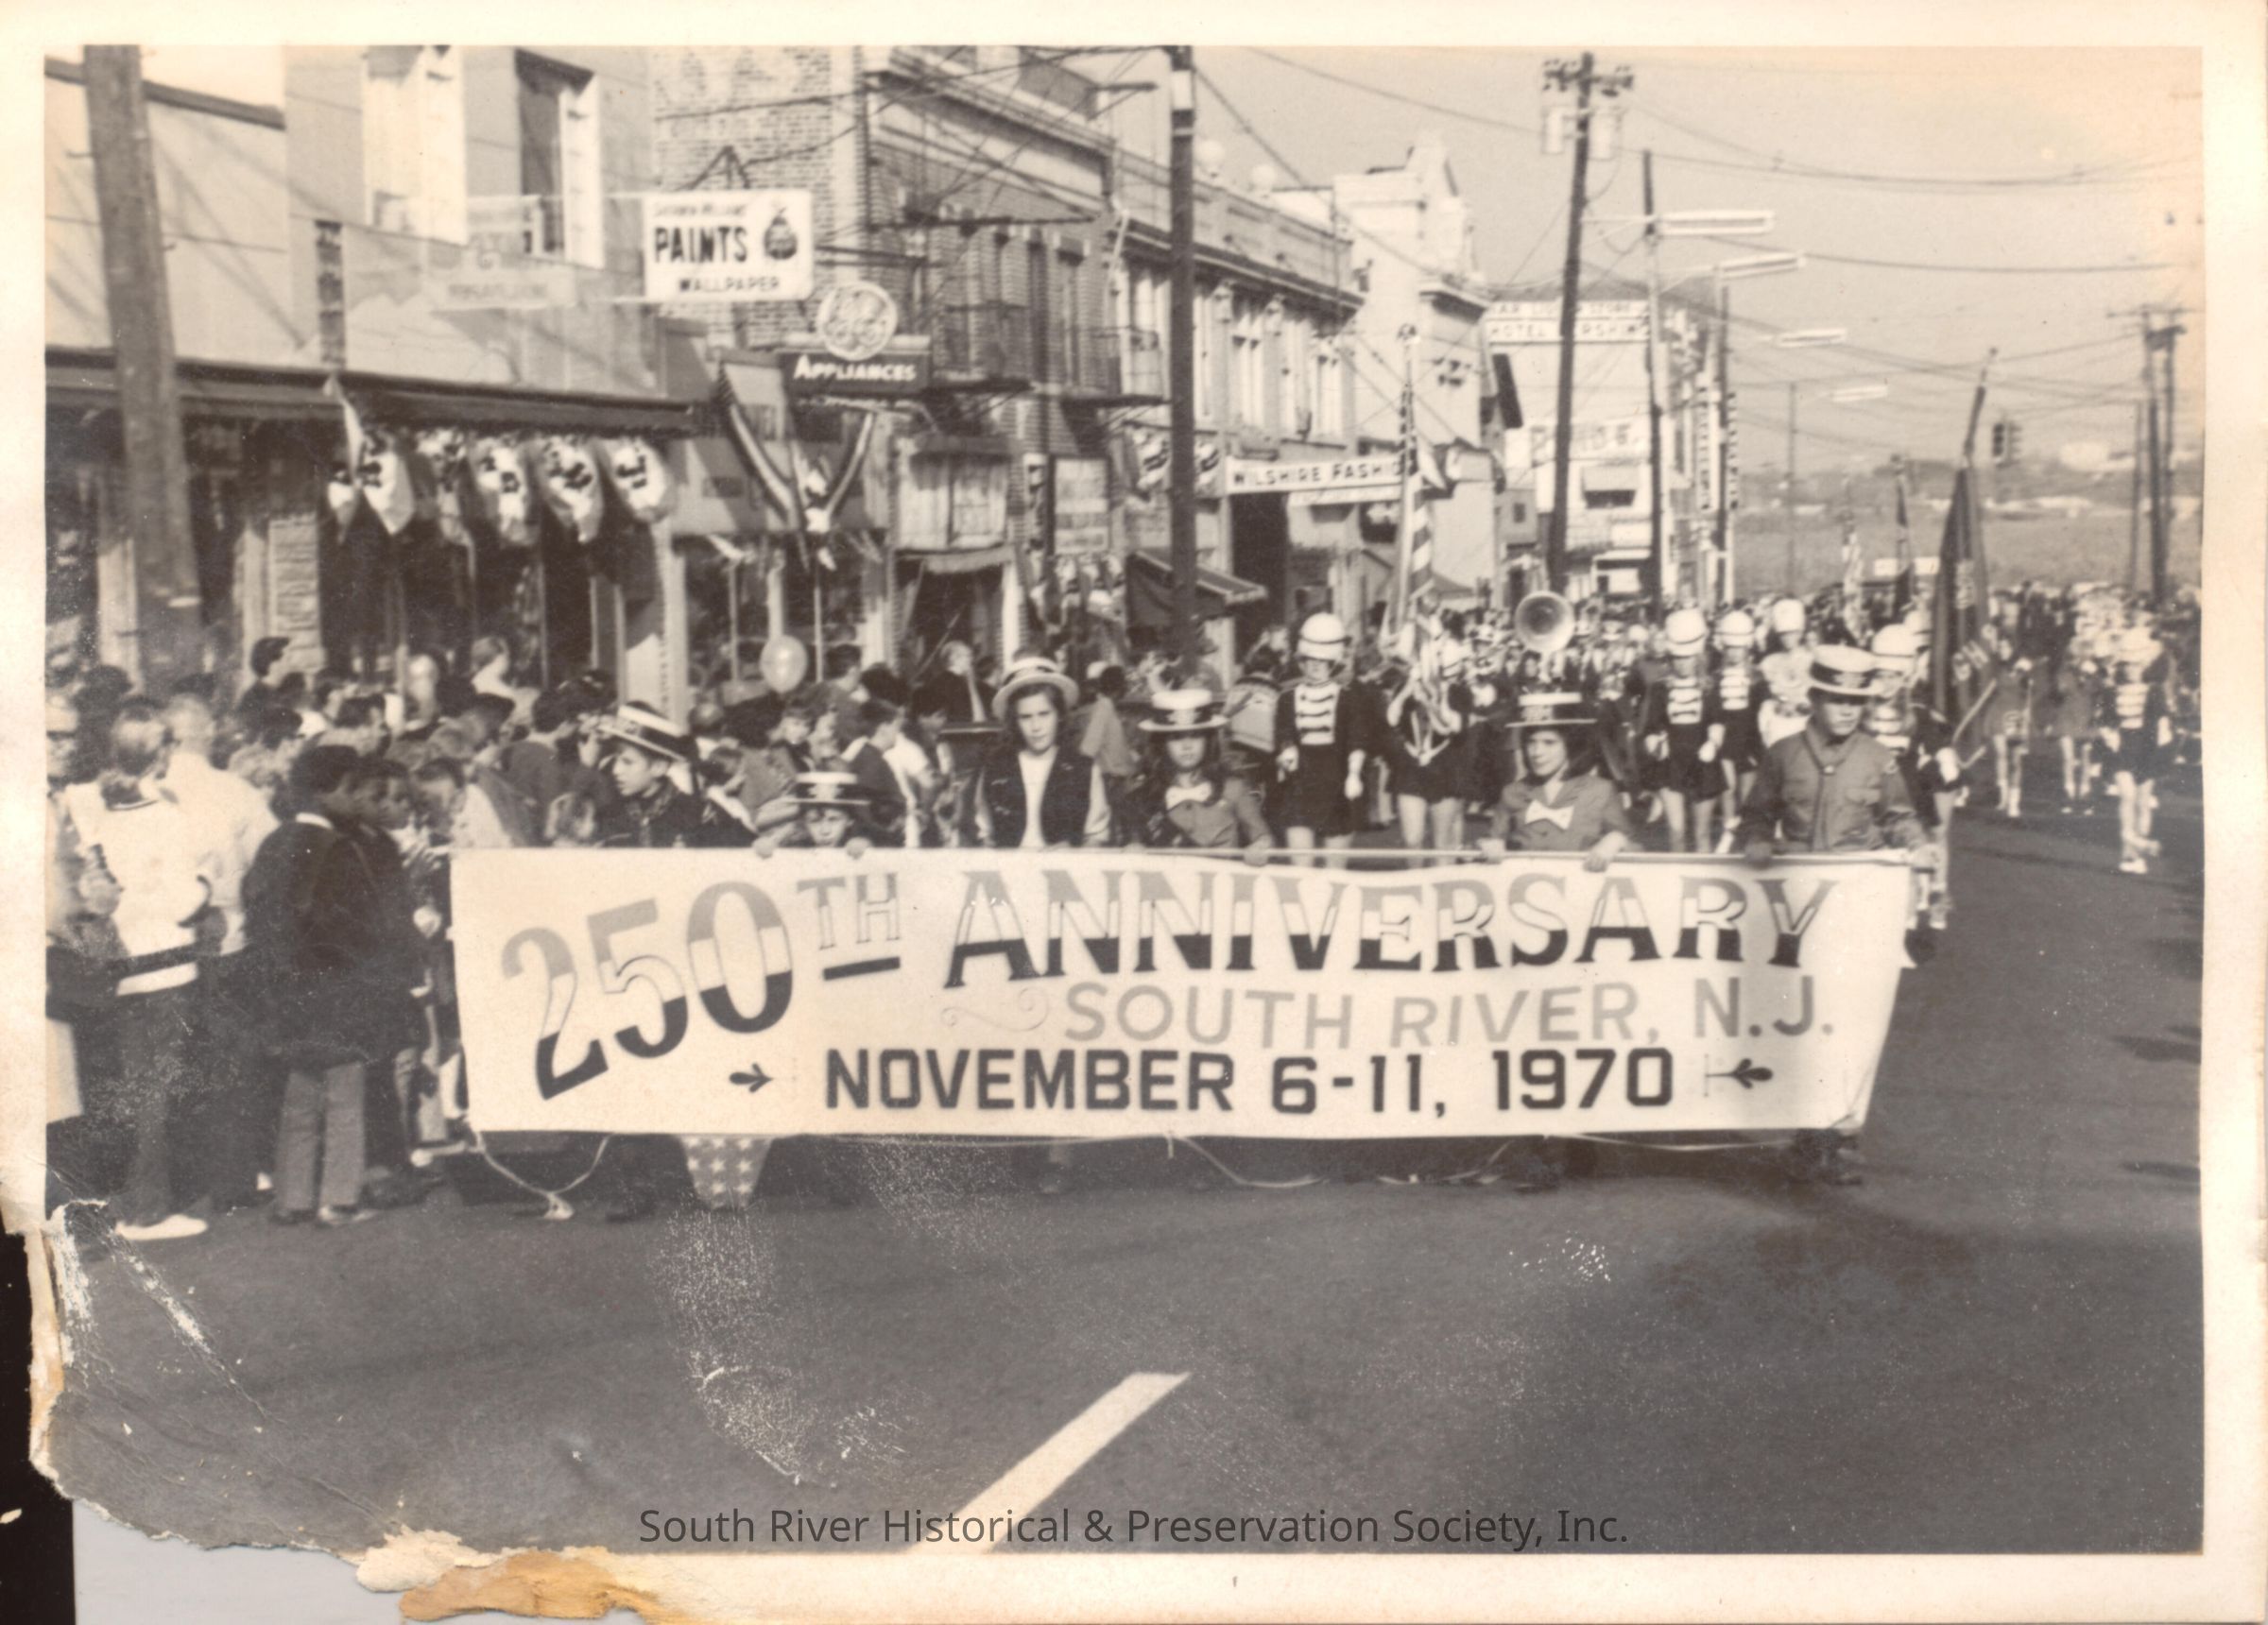 PAINTS
WALLPAPER
GE
APPLIANCES
WILSHIRE FASHIO
HOTEL
250TH ANNIVERSARY
SOUTH RIVER, N.J.
NOVEMBER 6-11, 1970
South River Historical & Preservation Society, Inc.